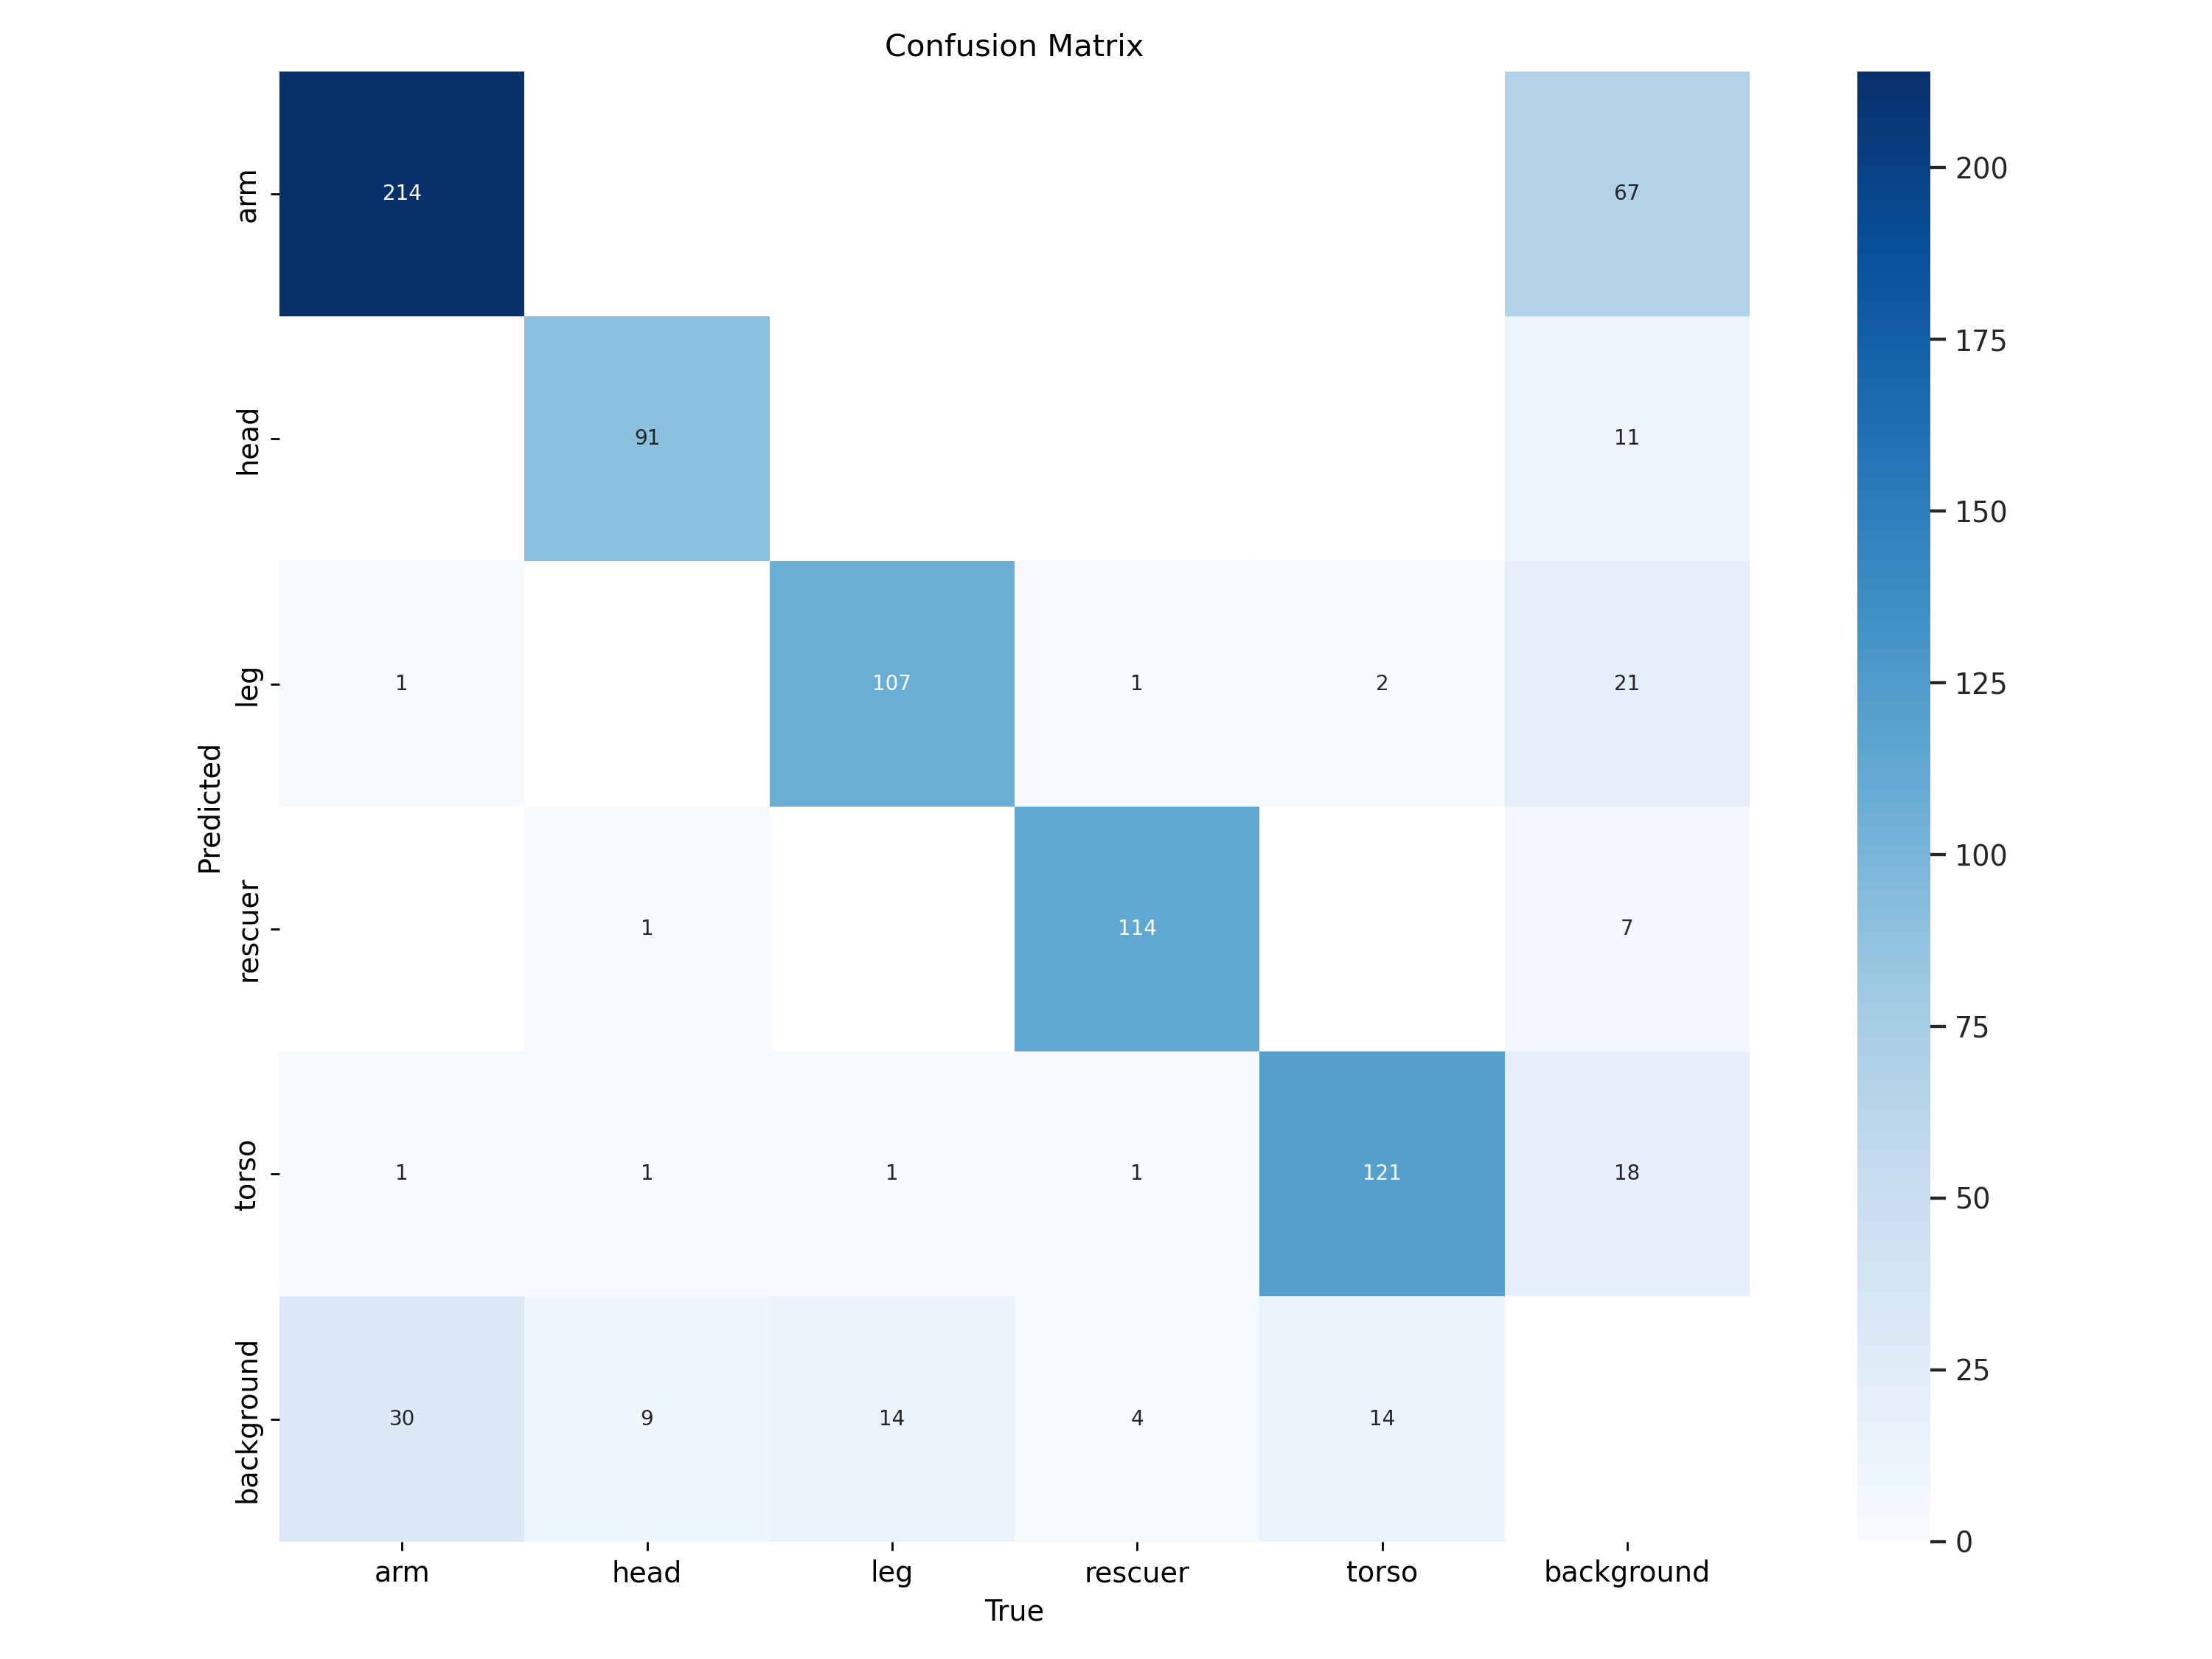 Confusion Matrix
arm
214
67
200
head
91
11
175
150
leg
1
107
1
2
21
125
Predicted
rescuer
1
114
7
100
75
torso
1
1
1
1
121
18
50
background
30
9
14
4
14
25
0
arm
head
leg
rescuer
torso
background
True